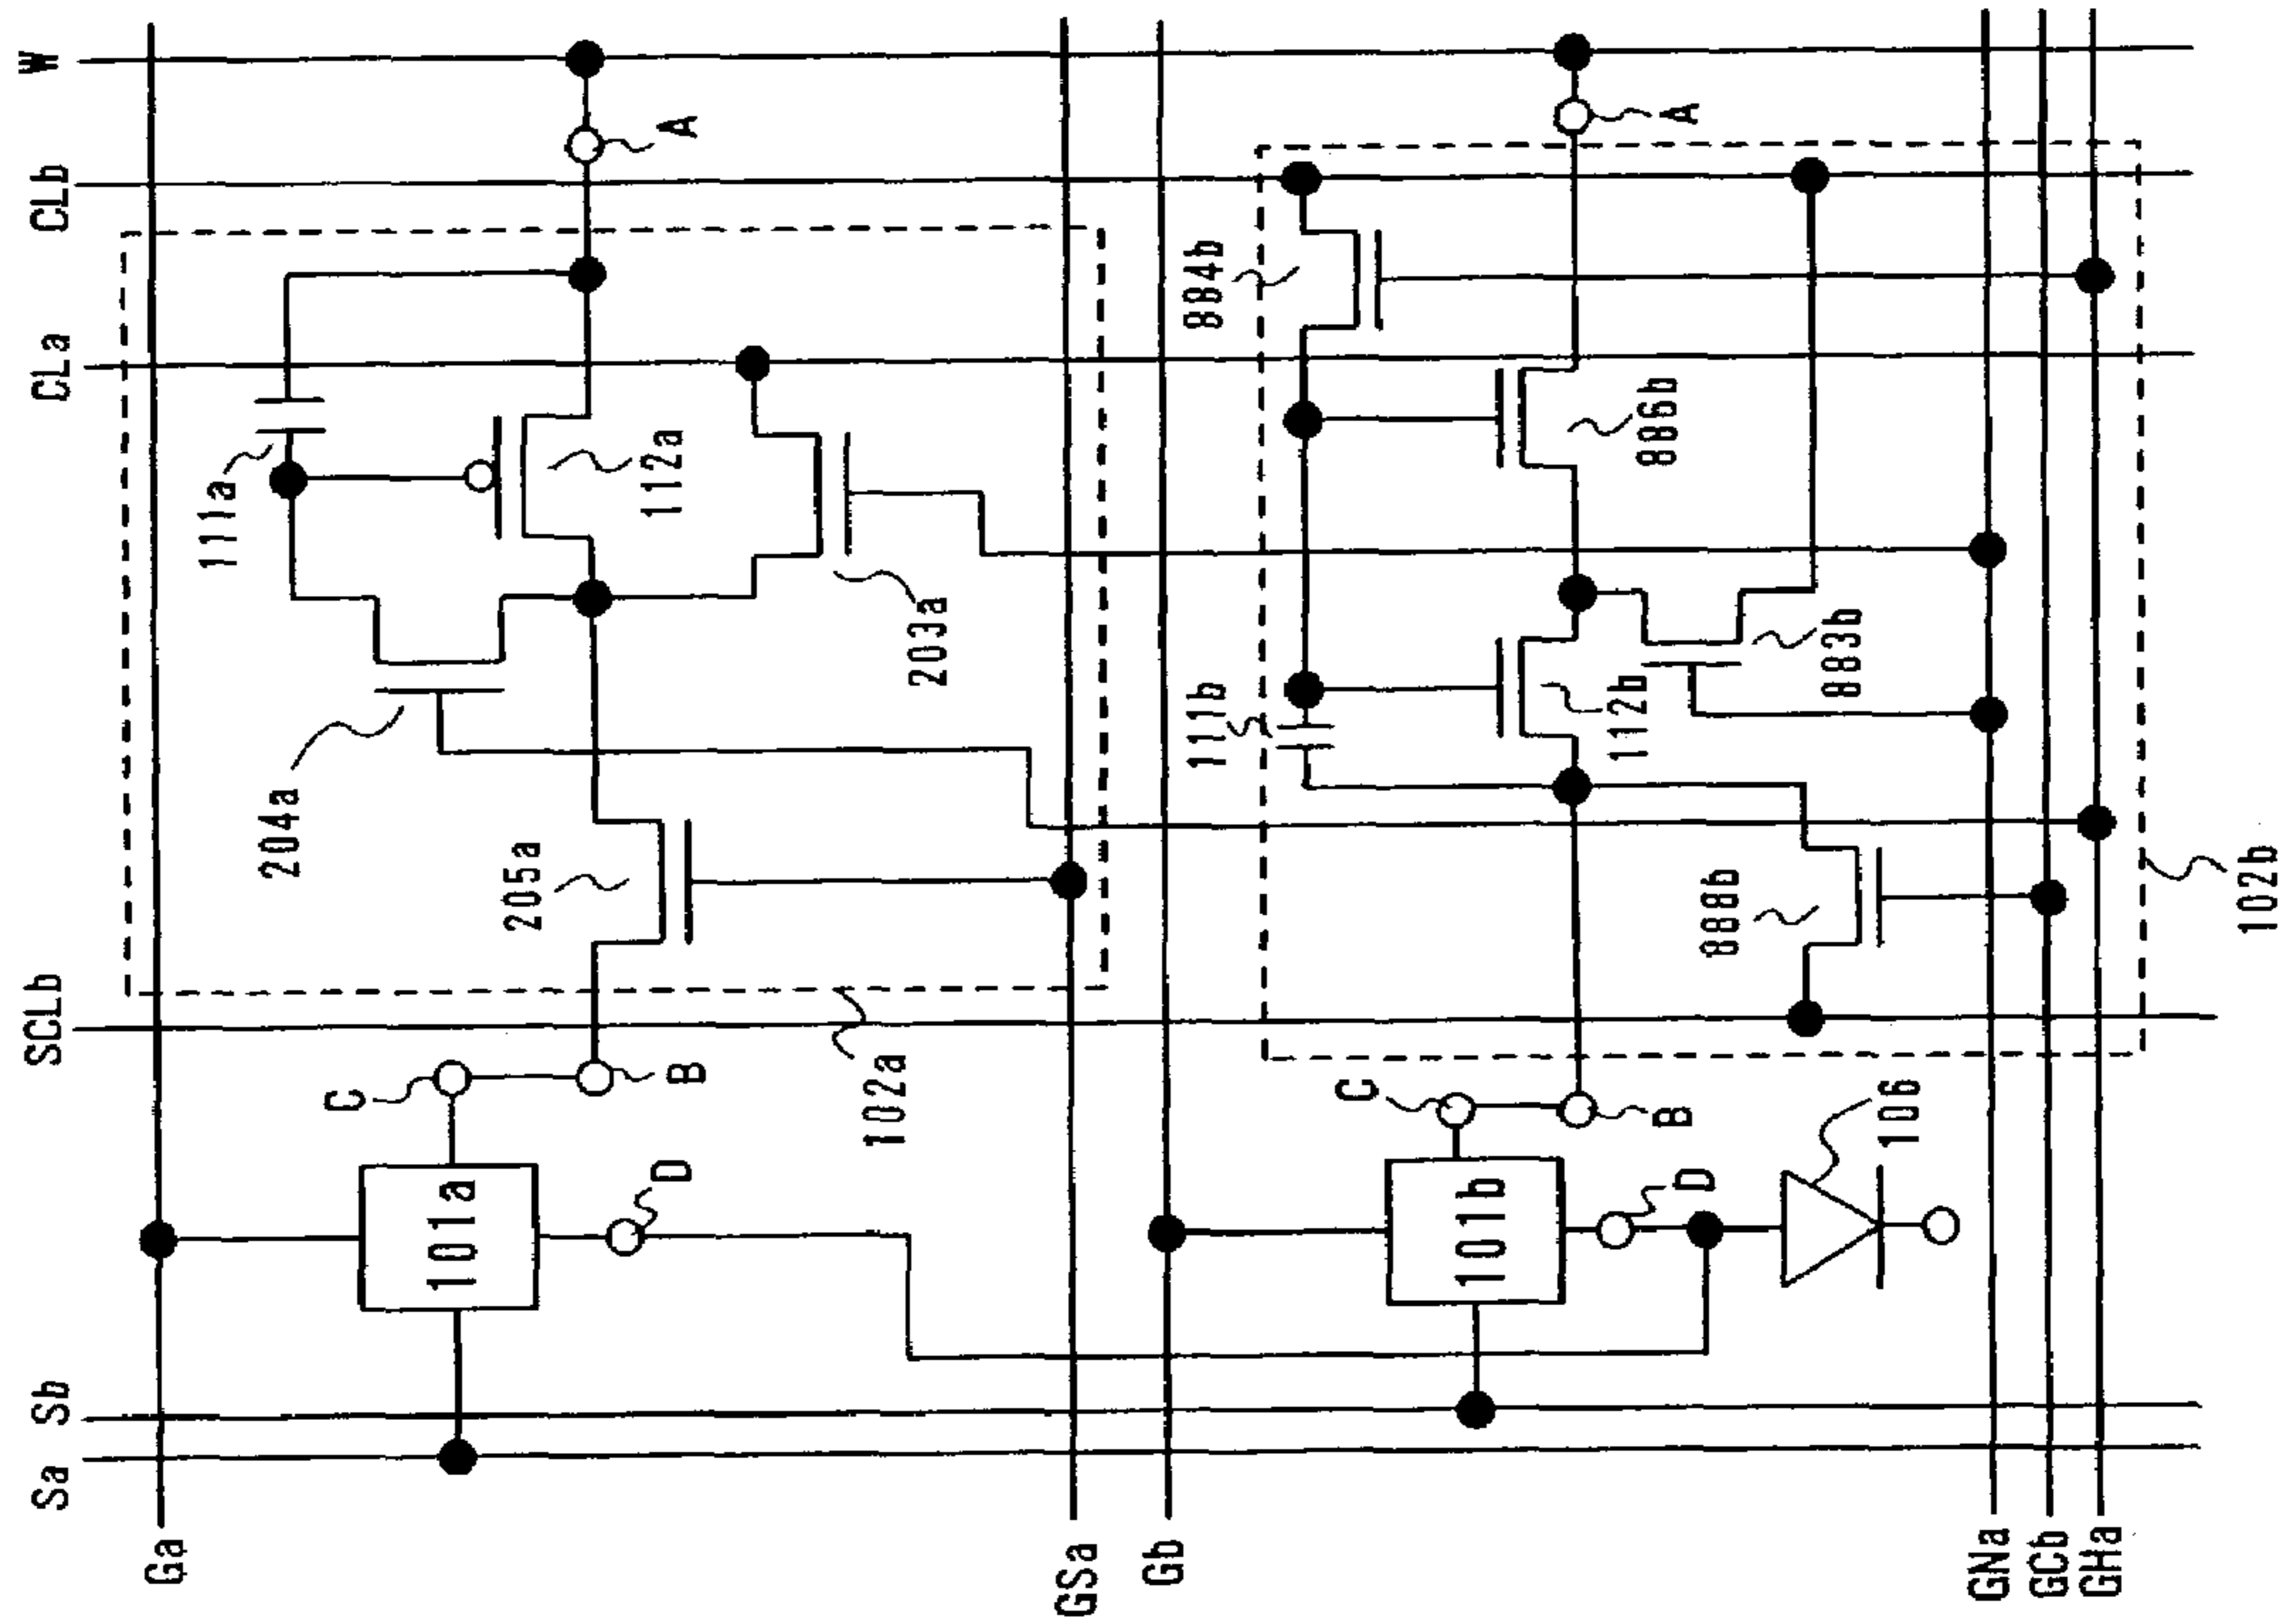 Sa
Sb
SCLb
CLa
CLb
W
Ga
101a
C
B
D
102a
205a
204a
111a
112a
203a
A
GSa
Gb
101b
C
B
D
106
111b
112b
883b
884b
886b
888b
A
102b
GNa
GCb
GHa